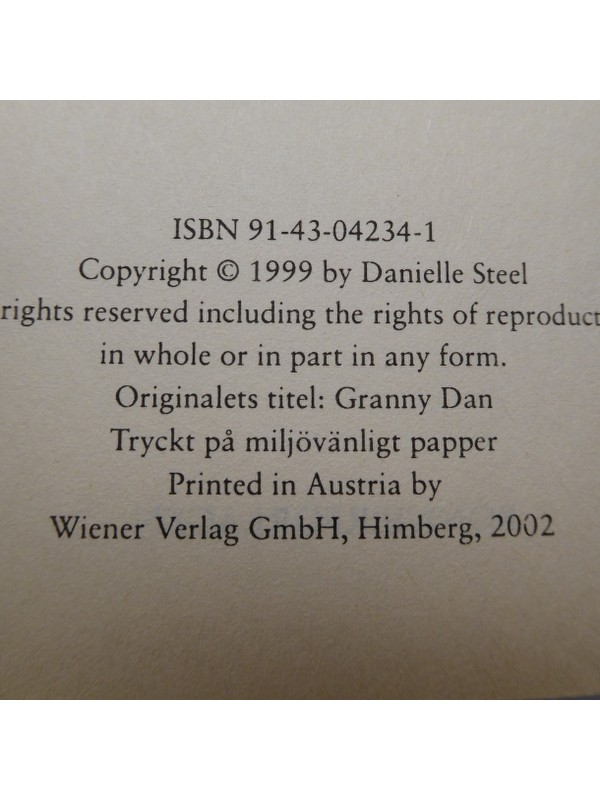 ISBN 91-43-04234-1
Copyright © 1999 by Danielle Steel
rights reserved including the rights of reproduct
in whole or in part in any form.
Originalets titel: Granny Dan
Tryckt på miljövänligt papper
Printed in Austria by
Wiener Verlag GmbH, Himberg, 2002